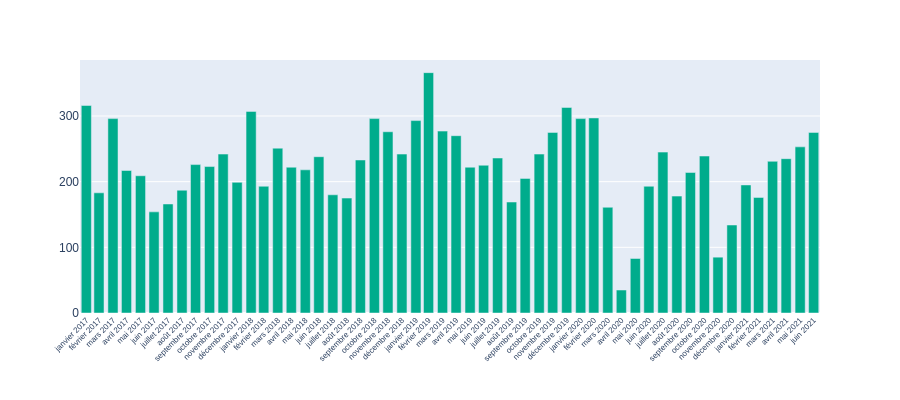 300
200
100
0
janvier 2017
février 2017
mars 2017
avril 2017
mai 2017
juin 2017
juillet 2017
août 2017
septembre 2017
octobre 2017
novembre 2017
décembre 2017
janvier 2018
février 2018
mars 2018
avril 2018
mai 2018
juin 2018
juillet 2018
août 2018
septembre 2018
octobre 2018
novembre 2018
décembre 2018
janvier 2019
février 2019
mars 2019
avril 2019
mai 2019
juin 2019
juillet 2019
août 2019
septembre 2019
octobre 2019
novembre 2019
décembre 2019
janvier 2020
février 2020
mars 2020
avril 2020
mai 2020
juin 2020
juillet 2020
août 2020
septembre 2020
octobre 2020
novembre 2020
décembre 2020
janvier 2021
février 2021
mars 2021
avril 2021
mai 2021
juin 2021